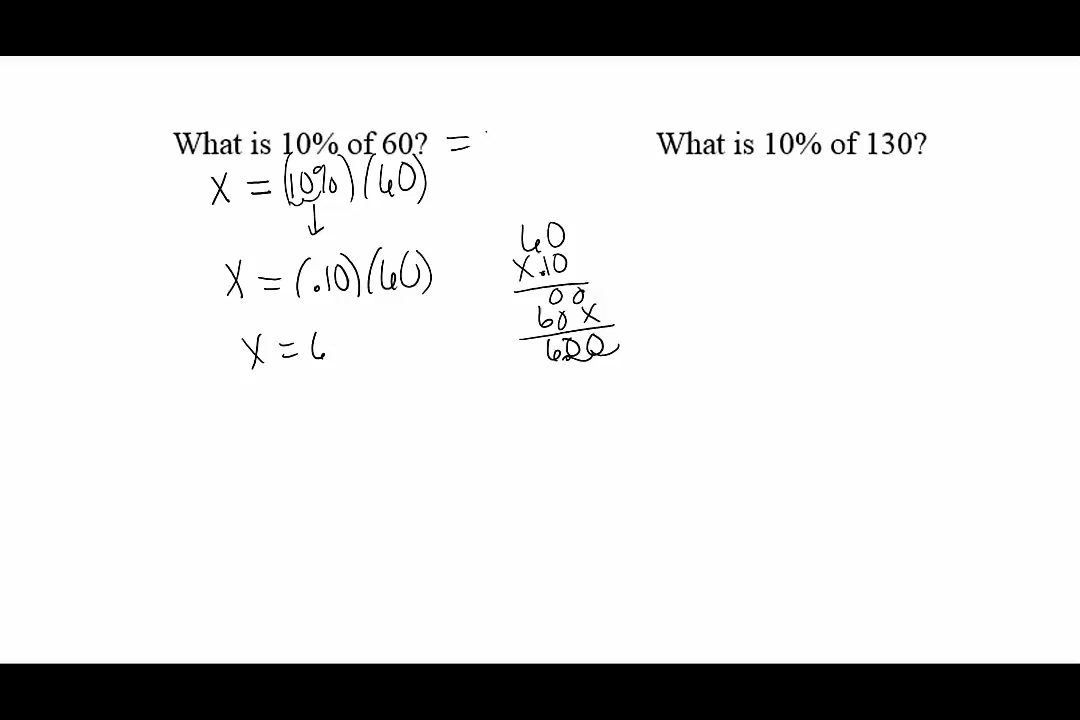 What is 10% of 60? =
x = (10%)(60)
x = (.10)(60)
x = 6
60
x .10
00
60x
600
What is 10% of 130?